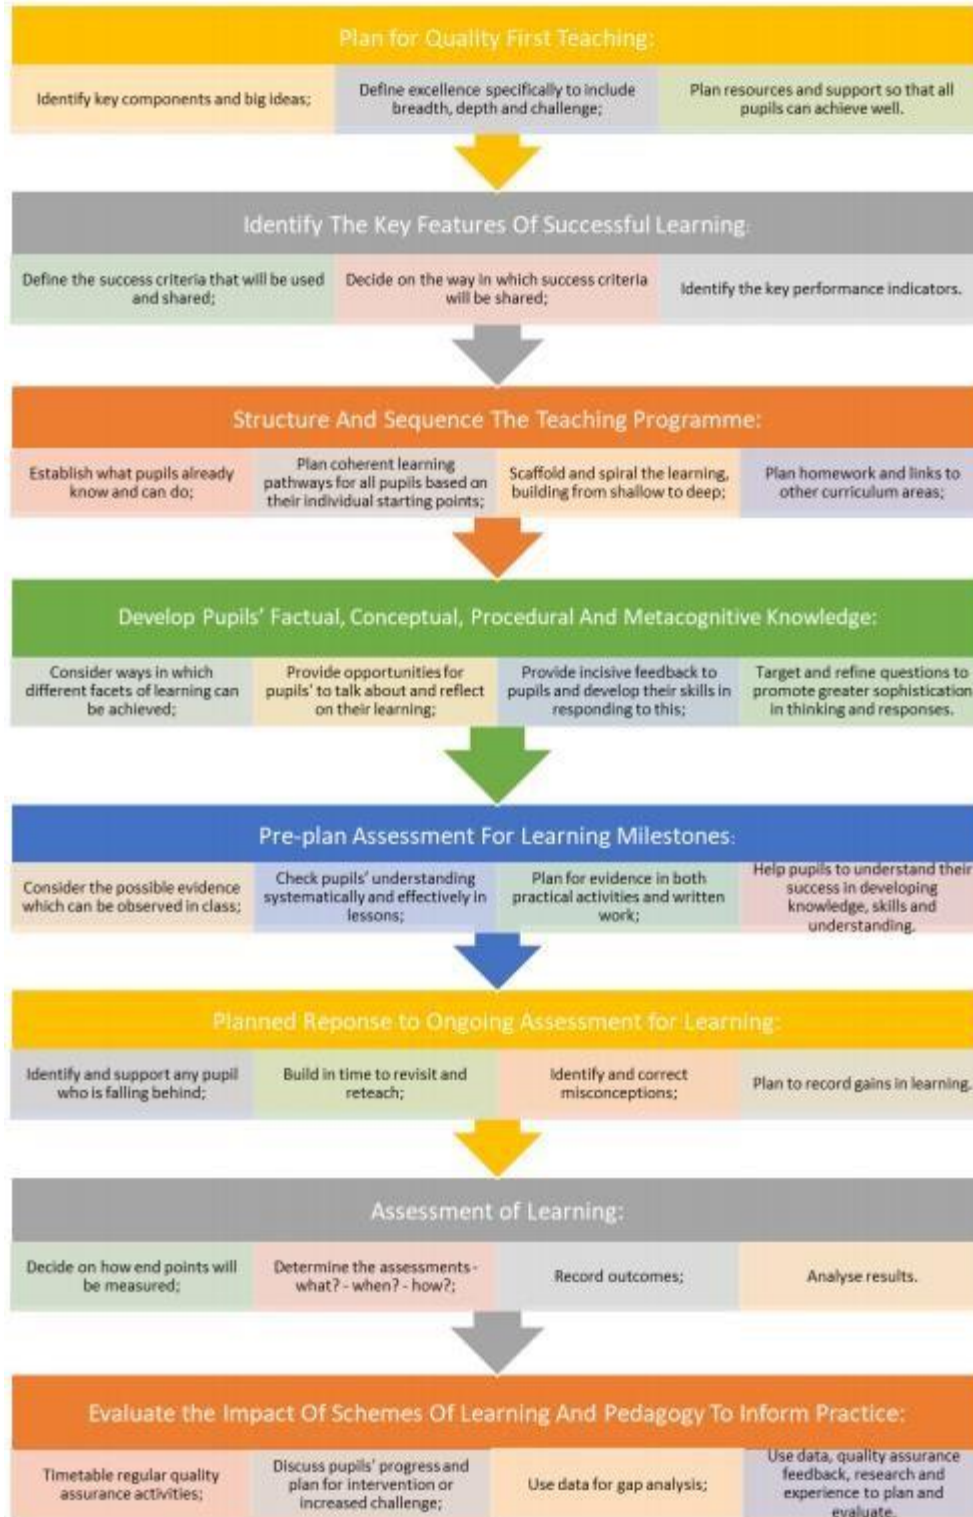 Plan for Quality First Teaching:
Identify key components and big ideas;
Define excellence specifically to include
breadth, depth and challenge;
Plan resources and support so that all
pupils can achieve well.
Identify The Key Features Of Successful Learning:
Define the success criteria that will be used
and shared;
Decide on the way in which success criteria
will be shared;
Identify the key performance indicators.
Structure And Sequence The Teaching Programme:
Establish what pupils already
know and can do;
Plan coherent learning
pathways for all pupils based on
their individual starting points;
Scaffold and spiral the learning,
building from shallow to deep;
Plan homework and links to
other curriculum areas;
Develop Pupils' Factual, Conceptual, Procedural And Metacognitive Knowledge:
Consider ways in which
different facets of learning can
be achieved;
Provide opportunities for
pupils' to talk about and reflect
on their learning;
Provide incisive feedback to
pupils and develop their skills in
responding to this;
Target and refine questions to
promote greater sophistication
in thinking and responses.
Pre-plan Assessment For Learning Milestones:
Consider the possible evidence
which can be observed in class;
Check pupils' understanding
systematically and effectively in
lessons;
Plan for evidence in both
practical activities and written
work;
Help pupils to understand their
success in developing
knowledge, skills and
understanding.
Planned Reponse to Ongoing Assessment for Learning:
Identify and support any pupil
who is falling behind;
Build in time to revisit and
reteach;
Identify and correct
misconceptions;
Plan to record gains in learning.
Assessment of Learning:
Decide on how end points will
be measured;
Determine the assessments -
what? - when? - how?;
Record outcomes;
Analyse results.
Evaluate the Impact Of Schemes Of Learning And Pedagogy To Inform Practice:
Timetable regular quality
assurance activities;
Discuss pupils' progress and
plan for intervention or
increased challenge;
Use data for gap analysis;
Use data, quality assurance
feedback, research and
experience to plan and
evaluate.